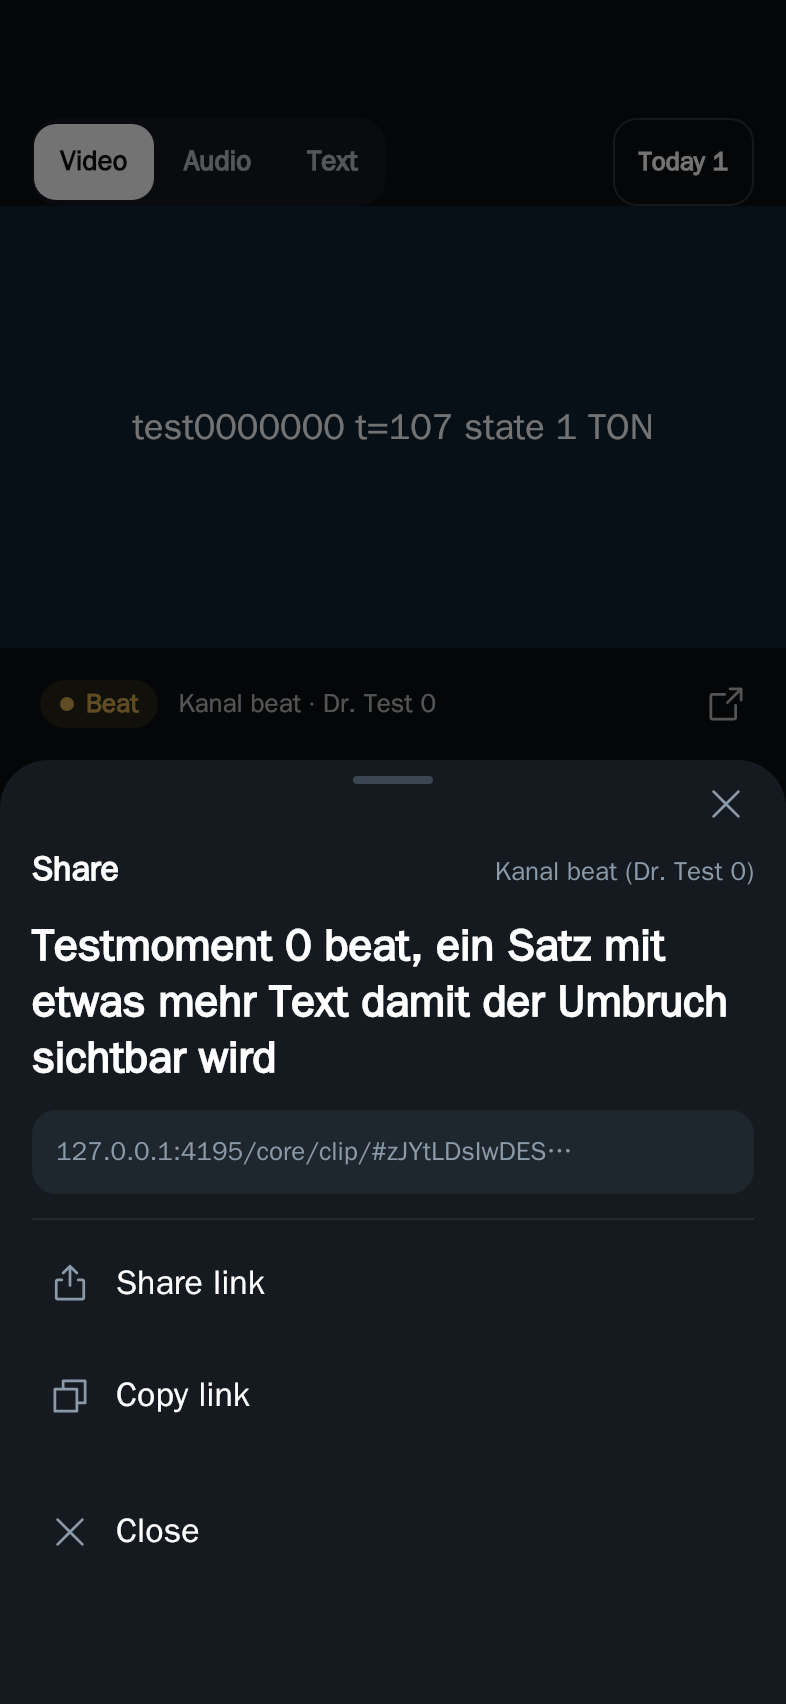 Video Audio Text Today 1
test0000000 t=107 state 1 TON
Beat Kanal beat · Dr. Test 0
Share Kanal beat (Dr. Test 0)
Testmoment 0 beat, ein Satz mit
etwas mehr Text damit der Umbruch
sichtbar wird
127.0.0.1:4195/core/clip/#zJYtLDsIwDES···
Share link
Copy link
Close